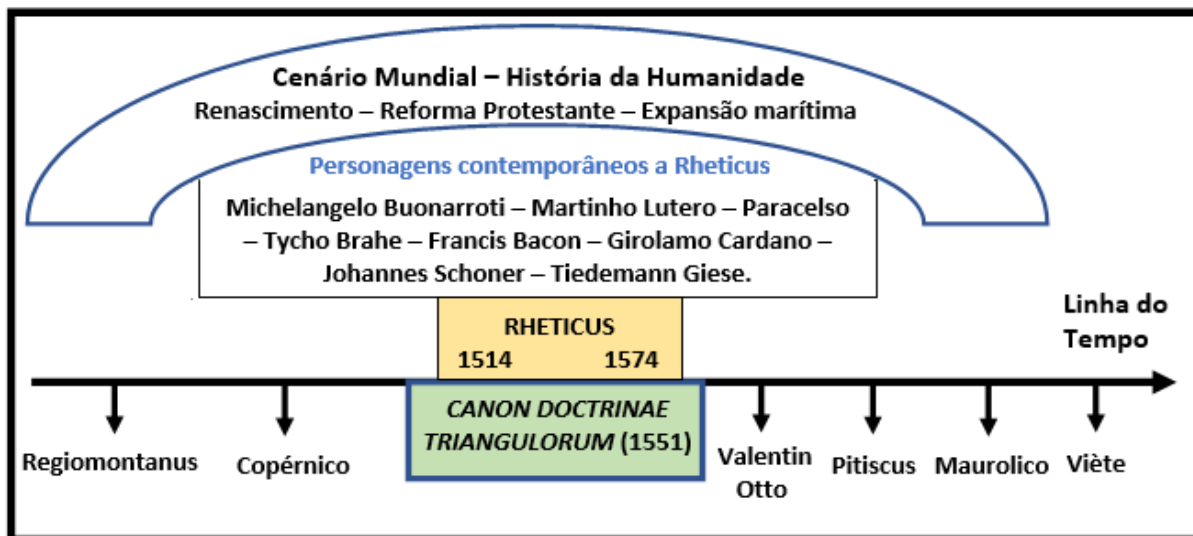 Cenário Mundial – História da Humanidade
Renascimento – Reforma Protestante – Expansão marítima
Personagens contemporâneos a Rheticus
Michelangelo Buonarroti – Martinho Lutero – Paracelso
– Tycho Brahe – Francis Bacon – Girolamo Cardano –
Johannes Schoner – Tiedemann Giese.
RHETICUS
1514 1574
Linha do
Tempo
CANON DOCTRINAE
TRIANGULORUM (1551)
Regiomontanus
Copérnico
Valentin
Otto
Pitiscus
Maurolico
Viète